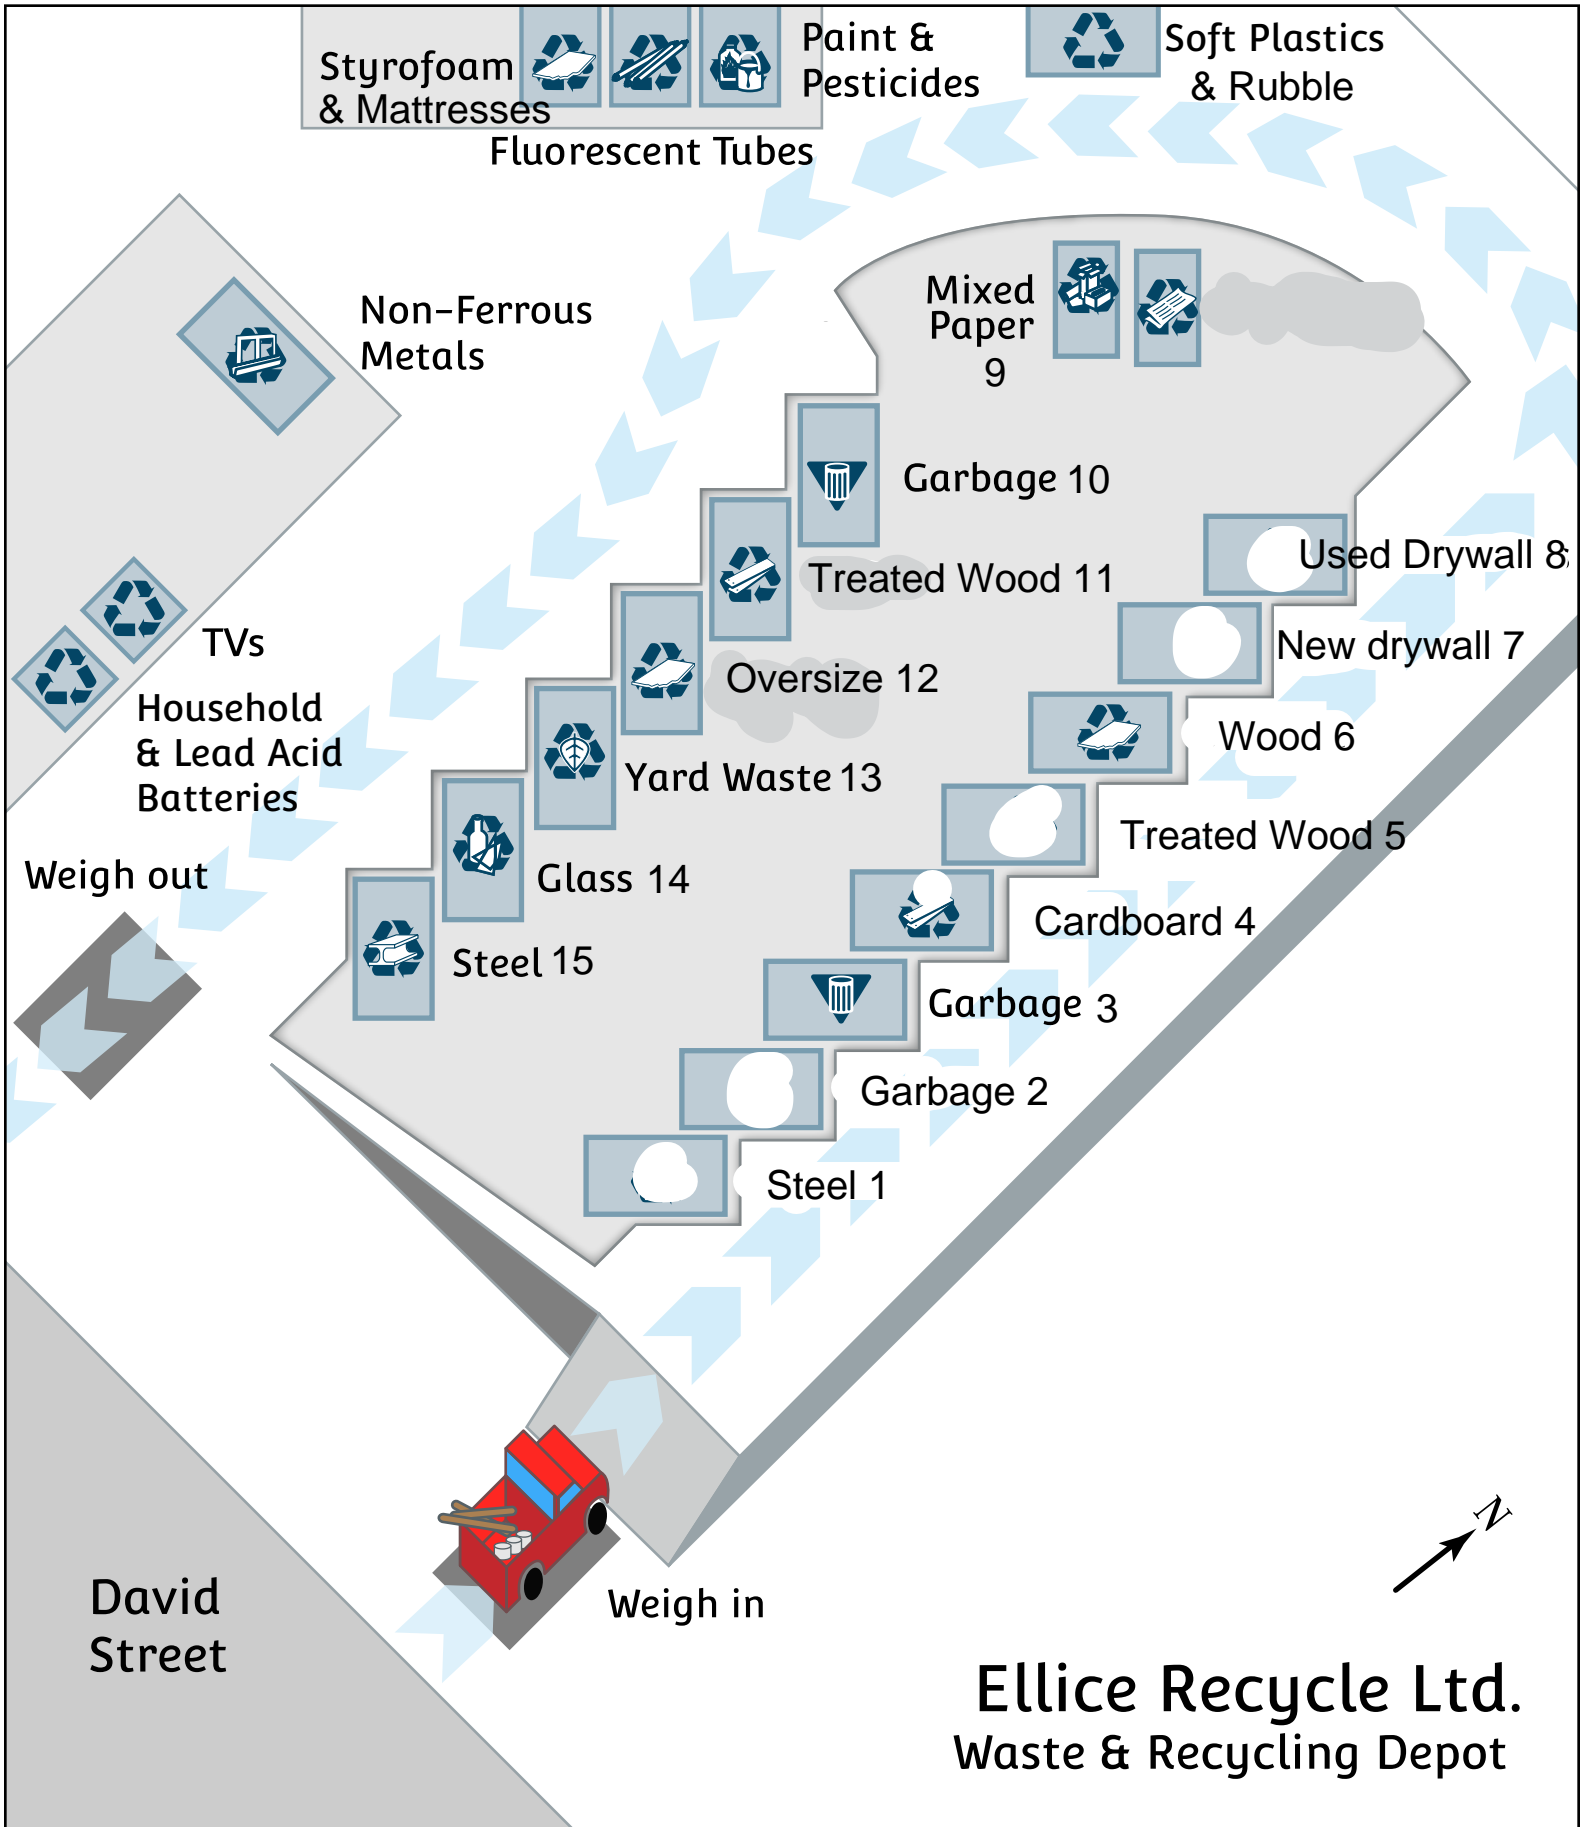 Styrofoam
& Mattresses
Fluorescent Tubes
Paint &
Pesticides
Soft Plastics
& Rubble
Non-Ferrous
Metals
Mixed
Paper
9
Garbage 10
Used Drywall 8
Treated Wood 11
New drywall 7
TVs
Oversize 12
Household
& Lead Acid
Batteries
Wood 6
Yard Waste 13
Treated Wood 5
Weigh out
Glass 14
Cardboard 4
Steel 15
Garbage 3
Garbage 2
Steel 1
N
Weigh in
David
Street
Ellice Recycle Ltd.
Waste & Recycling Depot